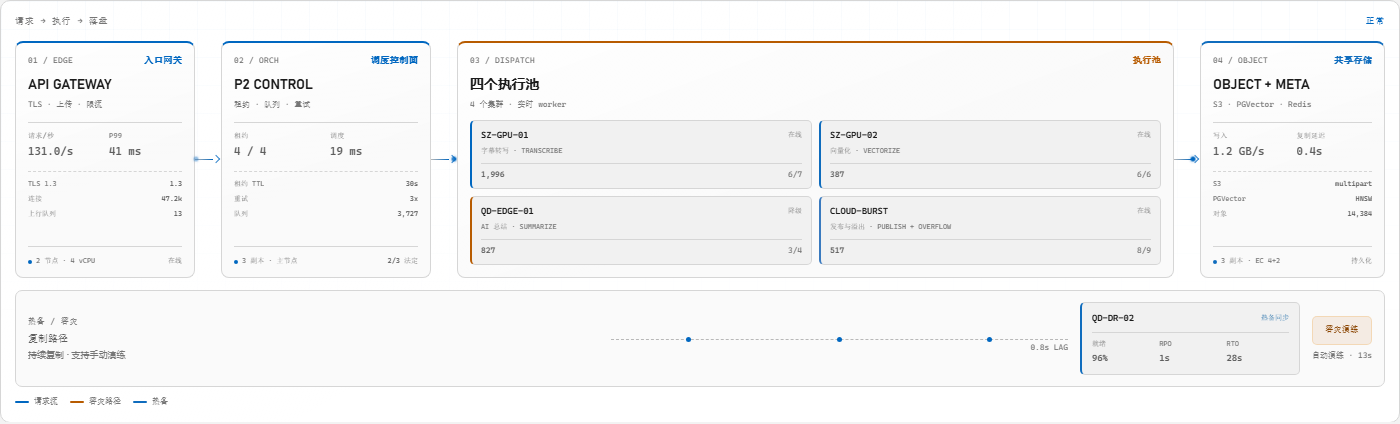 请求 → 执行 → 落盘
正常
01 / EDGE
入口网关
API GATEWAY
TLS · 上传 · 限流
请求/秒
P99
131.0/s
41 ms
TLS 1.3
1.3
连接
47.2k
上行队列
13
2 节点 · 4 vCPU
在线
02 / ORCH
调度控制面
P2 CONTROL
租约 · 队列 · 重试
租约
调度
4 / 4
19 ms
租约 TTL
30s
重试
3x
队列
3,727
3 副本 · 主节点
2/3 法定
03 / DISPATCH
执行池
四个执行池
4 个集群 · 实时 worker
SZ-GPU-01
在线
字幕转写 · TRANSCRIBE
1,996
6/7
SZ-GPU-02
在线
向量化 · VECTORIZE
387
6/6
QD-EDGE-01
降级
AI 总结 · SUMMARIZE
827
3/4
CLOUD-BURST
在线
发布与溢出 · PUBLISH + OVERFLOW
517
8/9
04 / OBJECT
共享存储
OBJECT + META
S3 · PGVector · Redis
写入
复制延迟
1.2 GB/s
0.4s
S3
multipart
PGVector
HNSW
对象
14,384
3 副本 · EC 4+2
持久化
热备 / 容灾
复制路径
持续复制 · 支持手动演练
0.8s LAG
QD-DR-02
热备同步
就绪
RPO
RTO
96%
1s
28s
容灾演练
自动演练 · 13s
请求流
容灾路径
热备